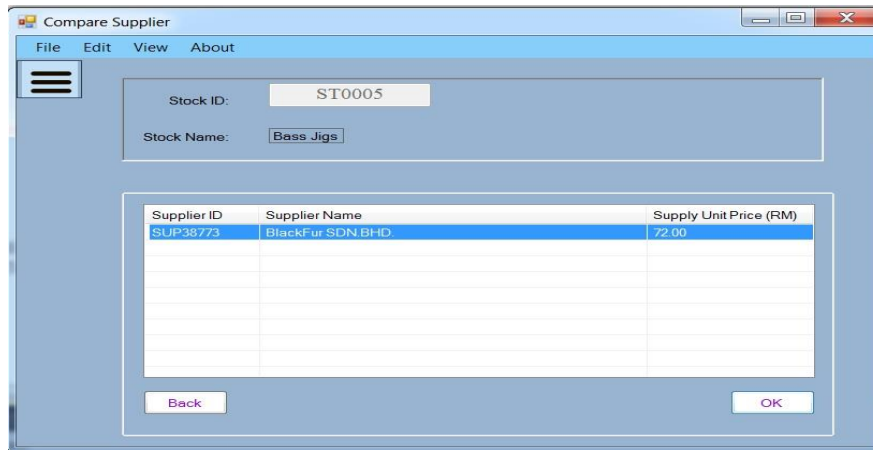 Compare Supplier
File Edit View About
Stock ID: ST0005
Stock Name: Bass Jigs
Supplier ID Supplier Name Supply Unit Price (RM)
SUP38773 BlackFur SDN.BHD. 72.00
Back OK